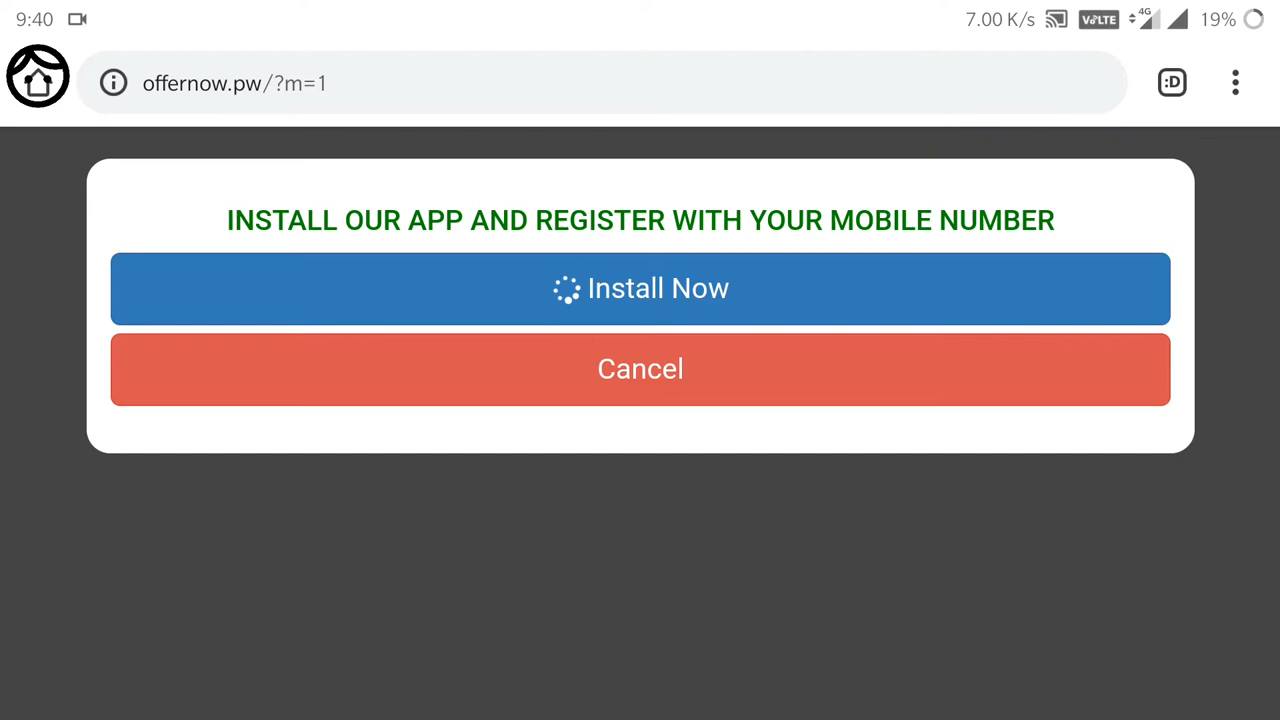 9:40 7.00 K/s VoLTE 4G 19%
offernow.pw/?m=1 :D
INSTALL OUR APP AND REGISTER WITH YOUR MOBILE NUMBER
Install Now
Cancel